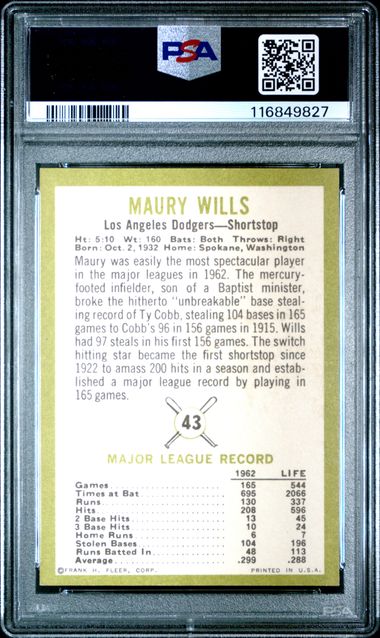 PSA
116849827
MAURY WILLS
Los Angeles Dodgers—Shortstop
Ht: 5:10 Wt: 160 Bats: Both Throws: Right
Born: Oct. 2, 1932 Home: Spokane, Washington
Maury was easily the most spectacular player
in the major leagues in 1962. The mercury-
footed infielder, son of a Baptist minister,
broke the hitherto "unbreakable" base steal-
ing record of Ty Cobb, stealing 104 bases in 165
games to Cobb's 96 in 156 games in 1915. Wills
had 97 steals in his first 156 games. The switch
hitting star became the first shortstop since
1922 to amass 200 hits in a season and estab-
lished a major league record by playing in
165 games.
43
MAJOR LEAGUE RECORD
1962 LIFE
Games 165 544
Times at Bat 695 2066
Runs 130 337
Hits 208 596
2 Base Hits 13 45
3 Base Hits 10 24
Home Runs 6 7
Stolen Bases 104 196
Runs Batted In 48 113
Average .299 .288
©FRANK H. FLEER, CORP. PRINTED IN U.S.A.
PSA